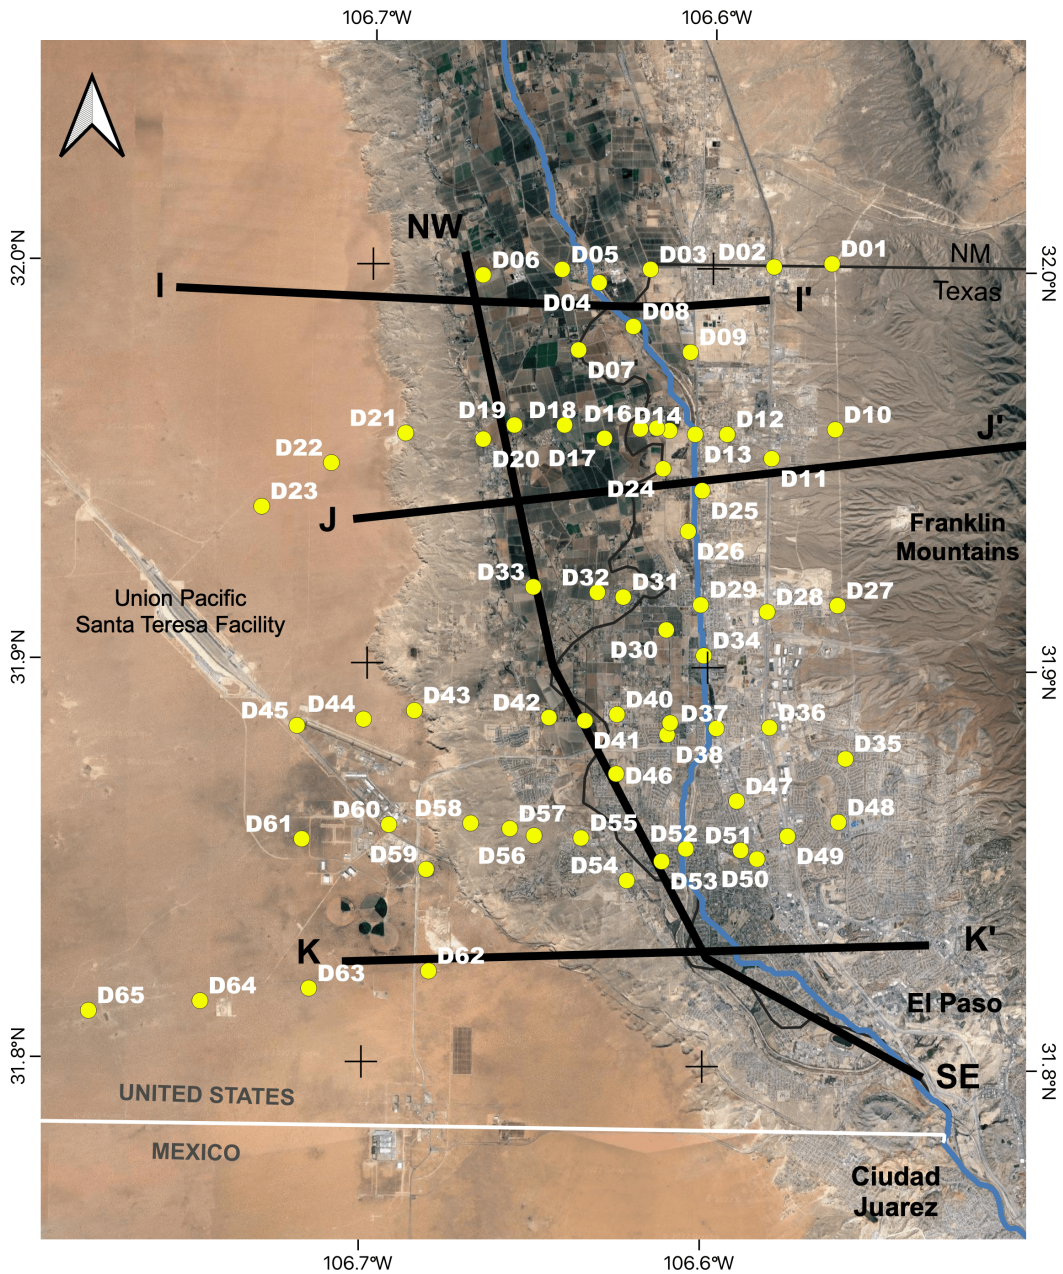 106.7°W 106.6°W
NW
D06 D05 D03 D02 D01
NM
Texas
32.0°N
32.0°N
I
I'
D04 D08
D09
D07
D21 D19 D18 D16 D14 D12 D10
J'
D22 D20 D17 D13
D11
D23 D24
J
D25
Franklin
Mountains
D26
D33 D32 D31 D29 D28 D27
Union Pacific
Santa Teresa Facility
D30 D34
31.9°N
31.9°N
D45 D44 D43 D42 D40 D37 D36
D41 D38 D35
D46 D47
D61 D60 D58 D57 D55 D52 D51 D48
D59 D56 D54 D53 D50 D49
K
K'
D62
D63
D65 D64
El Paso
31.8°N
31.8°N
SE
UNITED STATES
MEXICO
Ciudad
Juarez
106.7°W 106.6°W